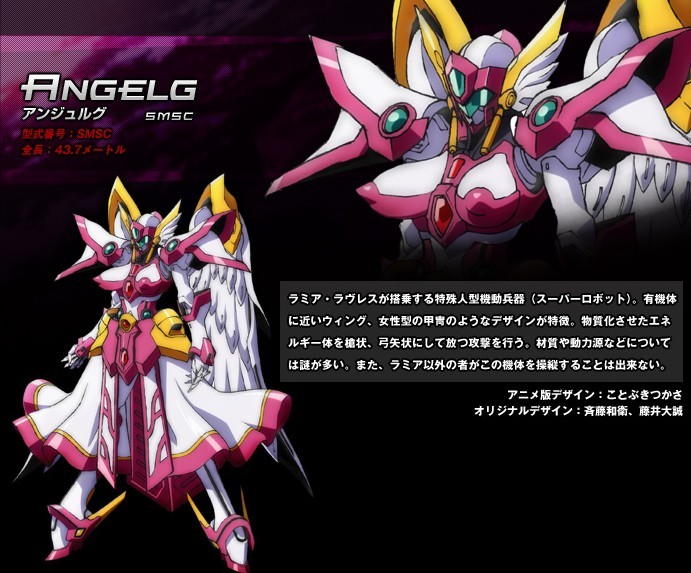 ANGELG
アンジュルグ SMSC
型式番号：SMSC
全長：43.7メートル
ラミア・ラヴレスが搭乗する特殊人型機動兵器（スーパーロボット）。有機体
に近いウィング、女性型の甲冑のようなデザインが特徴。物質化させたエネ
ルギー体を槍状、弓矢状にして放つ攻撃を行う。材質や動力源などについて
は謎が多い。また、ラミア以外の者がこの機体を操縦することは出来ない。
アニメ版デザイン：ことぶきつかさ
オリジナルデザイン：斉藤和衛、藤井大誠